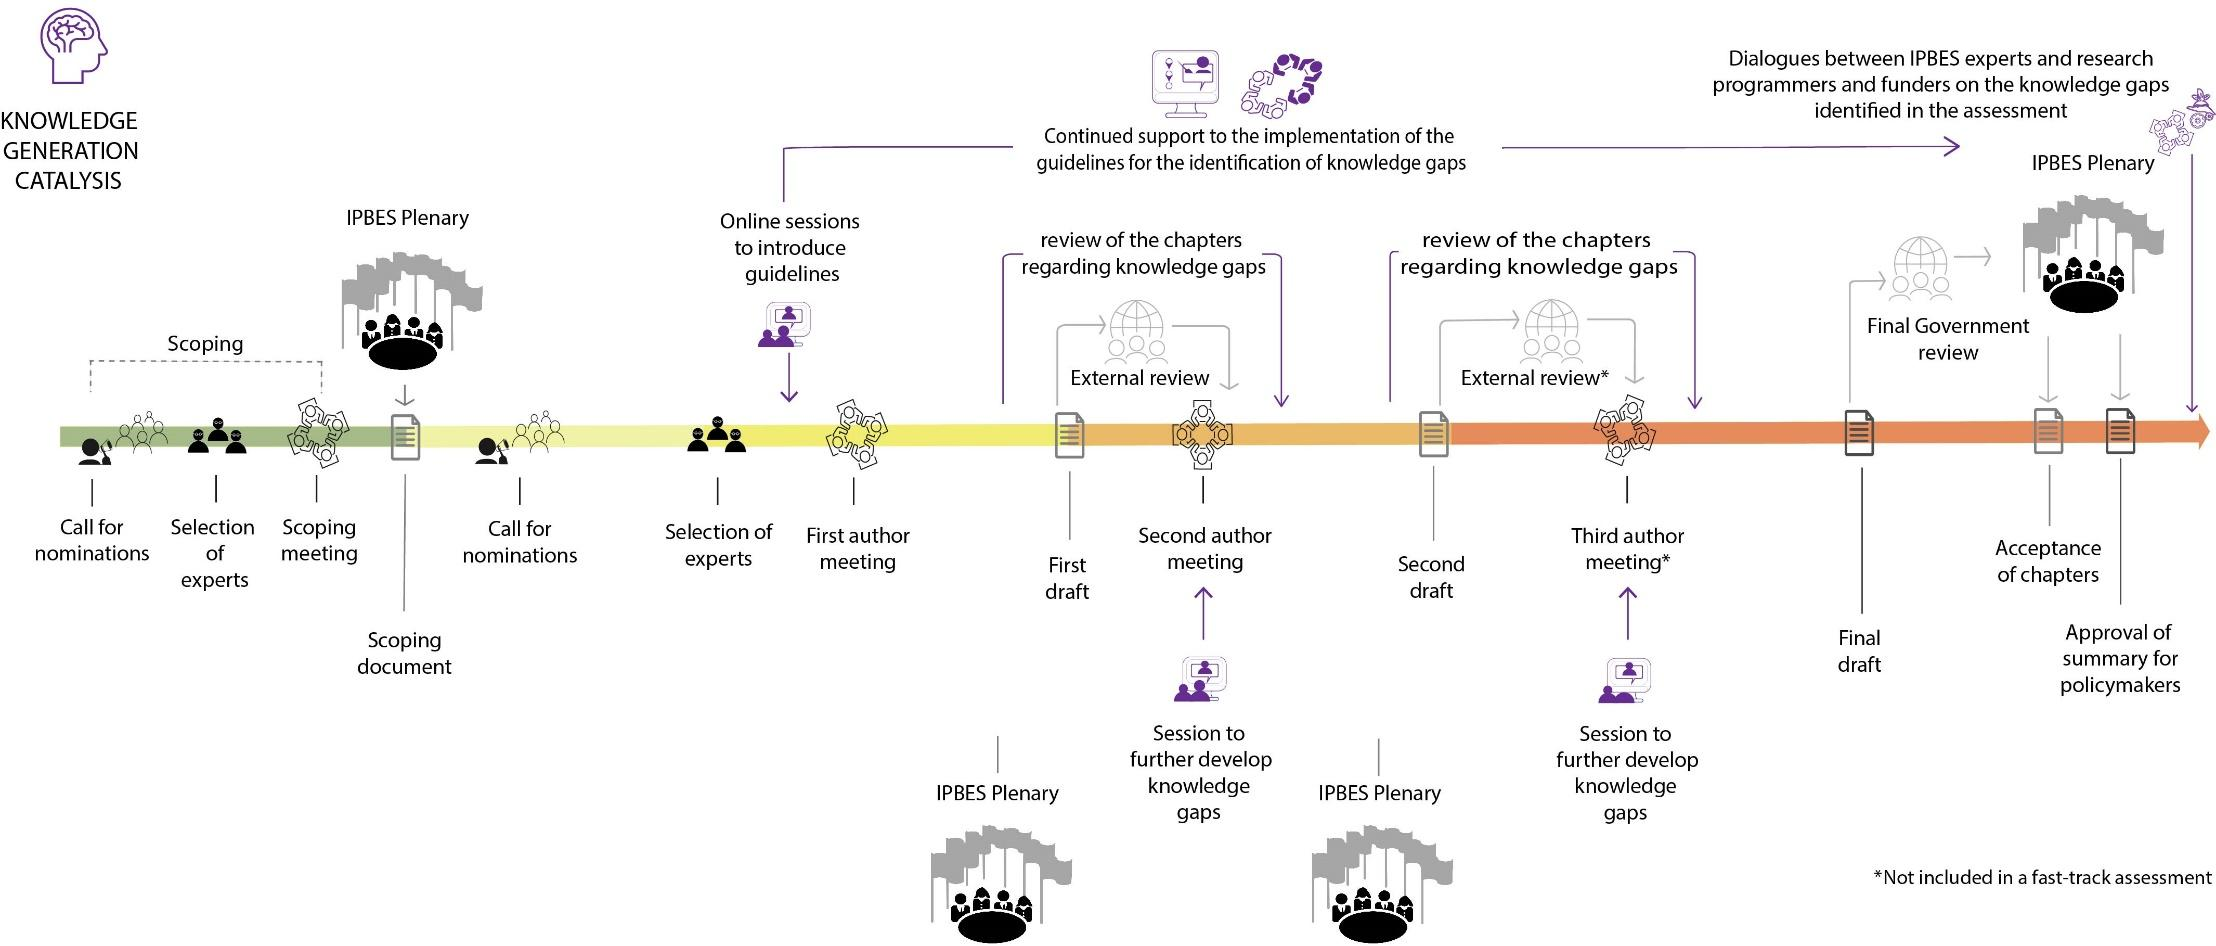 KNOWLEDGE
GENERATION
CATALYSIS
IPBES Plenary
Scoping
Online sessions
to introduce
guidelines
Continued support to the implementation of the
guidelines for the identification of knowledge gaps
Dialogues between IPBES experts and research
programmers and funders on the knowledge gaps
identified in the assessment
IPBES Plenary
review of the chapters
regarding knowledge gaps
External review
review of the chapters
regarding knowledge gaps
External review*
Final Government
review
Call for
nominations
Selection
of
experts
Scoping
meeting
Scoping
document
Call for
nominations
Selection of
experts
First author
meeting
First
draft
Second author
meeting
Second
draft
Third author
meeting*
Final
draft
Acceptance
of chapters
Approval of
summary for
policymakers
IPBES Plenary
Session to
further develop
knowledge
gaps
IPBES Plenary
Session to
further develop
knowledge
gaps
*Not included in a fast-track assessment